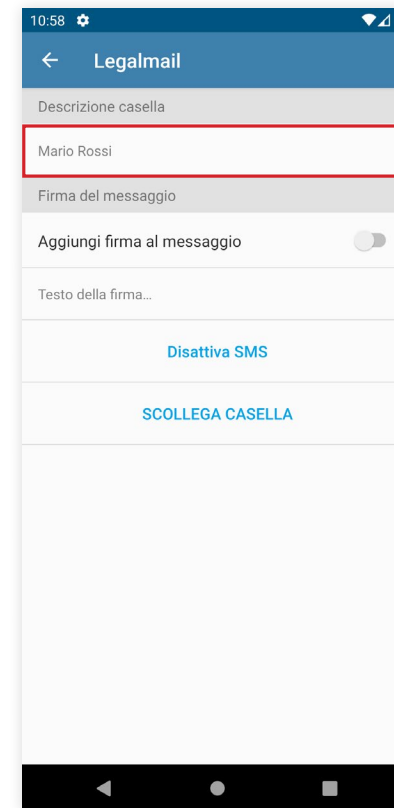 10:58
Legalmail
Descrizione casella
Mario Rossi
Firma del messaggio
Aggiungi firma al messaggio
Testo della firma...
Disattiva SMS
SCOLLEGA CASELLA